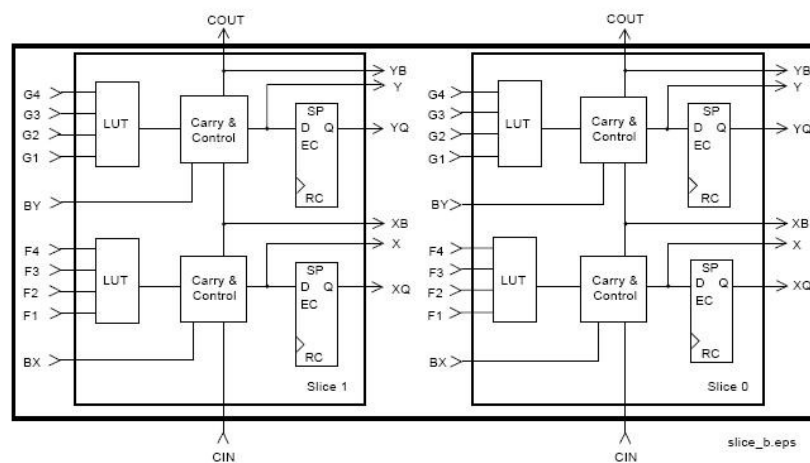 COUT
YB
Y
G4
G3
G2
G1
LUT
Carry &
Control
SP
D Q
EC
RC
YQ
BY
XB
X
F4
F3
F2
F1
LUT
Carry &
Control
SP
D Q
EC
RC
XQ
BX
Slice 1
CIN
COUT
YB
Y
G4
G3
G2
G1
LUT
Carry &
Control
SP
D Q
EC
RC
YQ
BY
XB
X
F4
F3
F2
F1
LUT
Carry &
Control
SP
D Q
EC
RC
XQ
BX
Slice 0
CIN
slice_b.eps